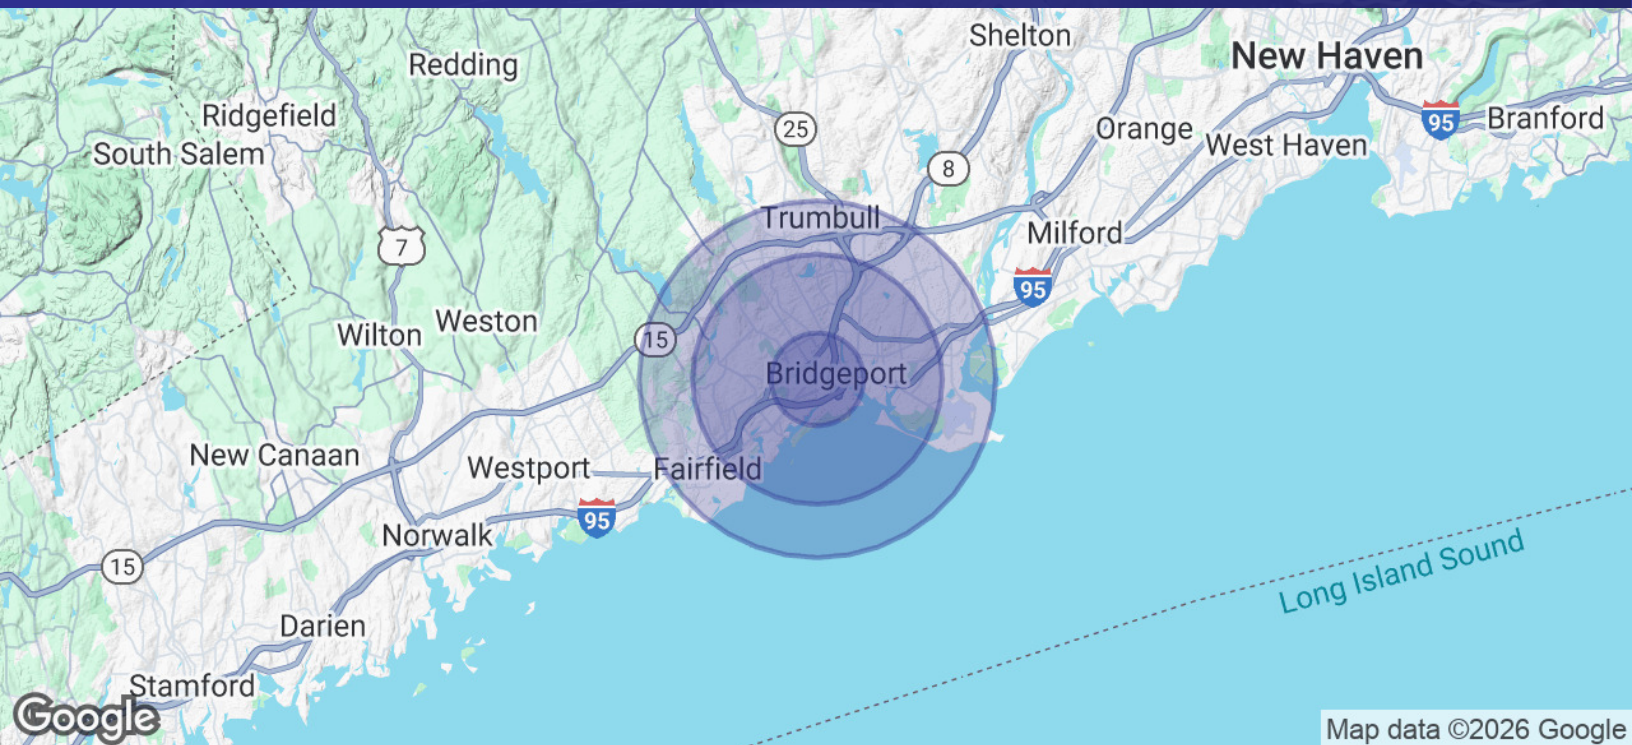 Shelton
New Haven
Redding
Ridgefield
95
Branford
25
Orange
South Salem
West Haven
8
Trumbull
Milford
7
95
Weston
Wilton
15
Bridgeport
New Canaan
Westport
Fairfield
95
Norwalk
15
Long Island Sound
Darien
Stamford
Google
Map data ©2026 Google